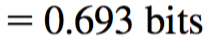 = 0.693 bits